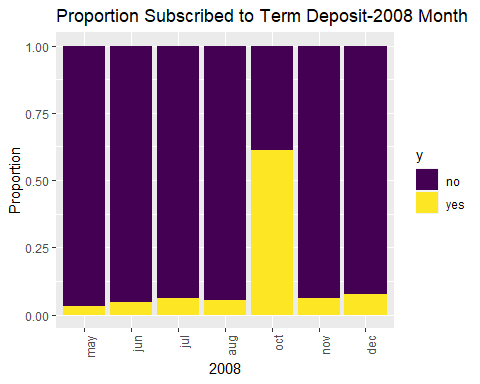 Proportion Subscribed to Term Deposit-2008 Month
1.00
0.75
0.50
0.25
0.00
Proportion
may
jun
jul
aug
oct
nov
dec
2008
y
no
yes